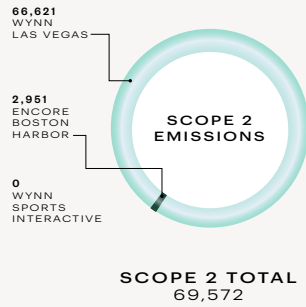 66,621
WYNN
LAS VEGAS
2,951
ENCORE
BOSTON
HARBOR
0
WYNN
SPORTS
INTERACTIVE
SCOPE 2
EMISSIONS
SCOPE 2 TOTAL
69,572